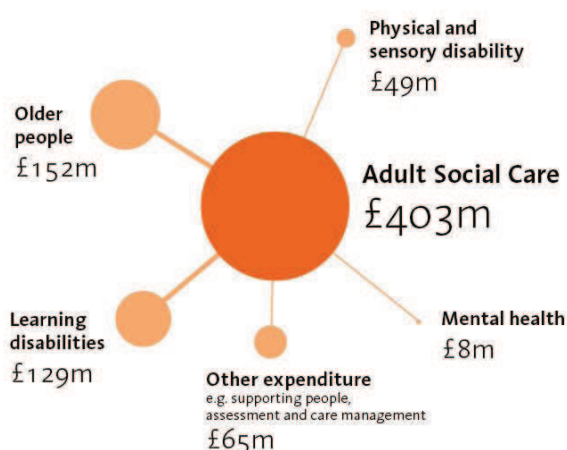 Physical and
sensory disability
£49m
Older
people
£152m
Adult Social Care
£403m
Learning
disabilities
£129m
Mental health
£8m
Other expenditure
e.g. supporting people,
assessment and care management
£65m